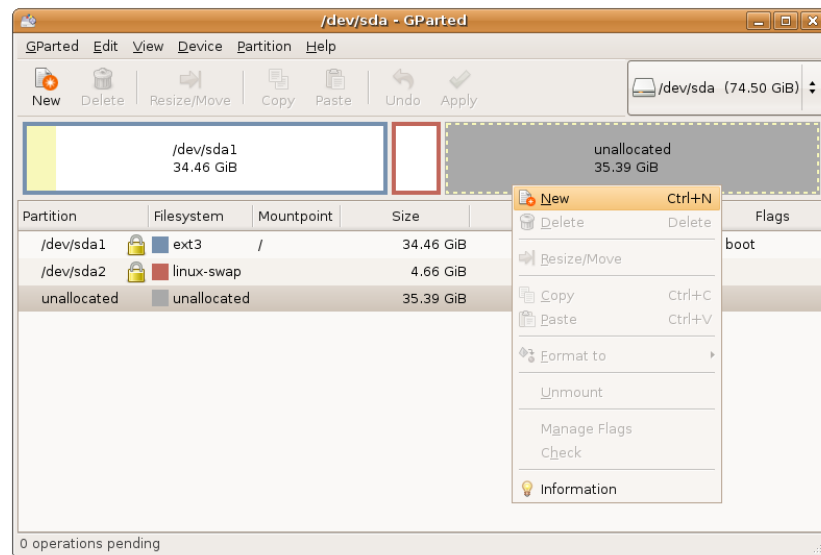 /dev/sda - GParted
GParted Edit View Device Partition Help
New Delete Resize/Move Copy Paste Undo Apply /dev/sda (74.50 GiB)
/dev/sda1
34.46 GiB
unallocated
35.39 GiB
Partition Filesystem Mountpoint Size Flags
/dev/sda1 ext3 / 34.46 GiB boot
/dev/sda2 linux-swap 4.66 GiB
unallocated unallocated 35.39 GiB
New Ctrl+N
Delete Delete
Resize/Move
Copy Ctrl+C
Paste Ctrl+V
Format to
Unmount
Manage Flags
Check
Information
0 operations pending